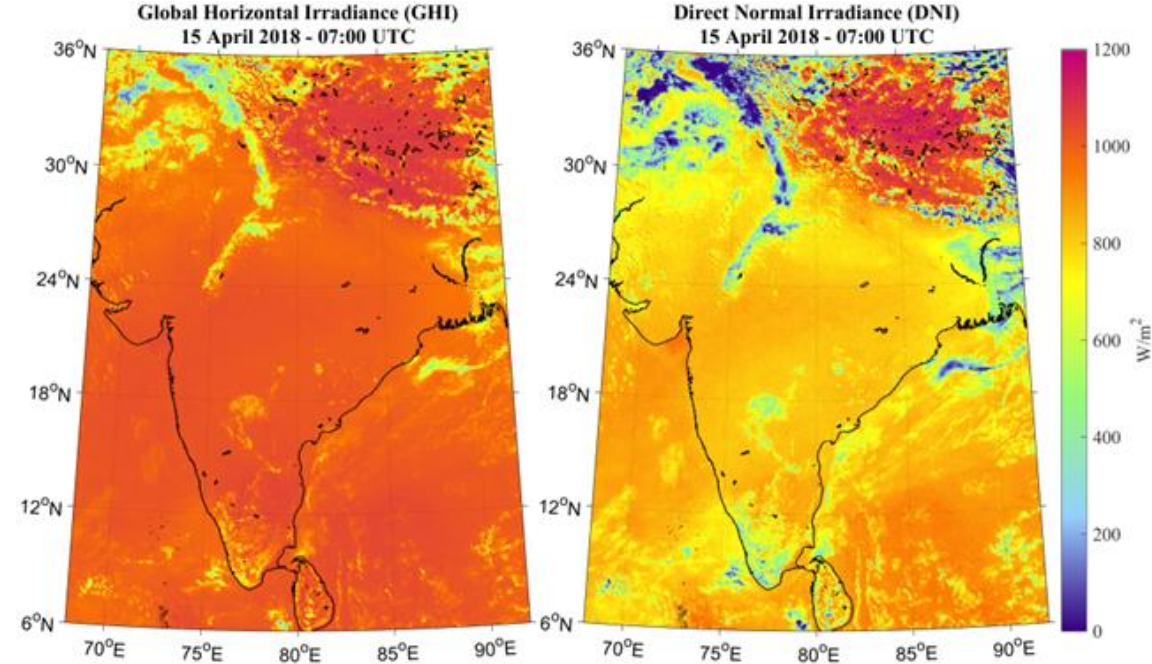 Global Horizontal Irradiance (GHI)
15 April 2018 - 07:00 UTC
36°N
30°N
24°N
18°N
12°N
6°N
70°E
75°E
80°E
85°E
90°E
Direct Normal Irradiance (DNI)
15 April 2018 - 07:00 UTC
36°N
30°N
24°N
18°N
12°N
6°N
70°E
75°E
80°E
85°E
90°E
1200
1000
800
600
400
200
0
W/m²